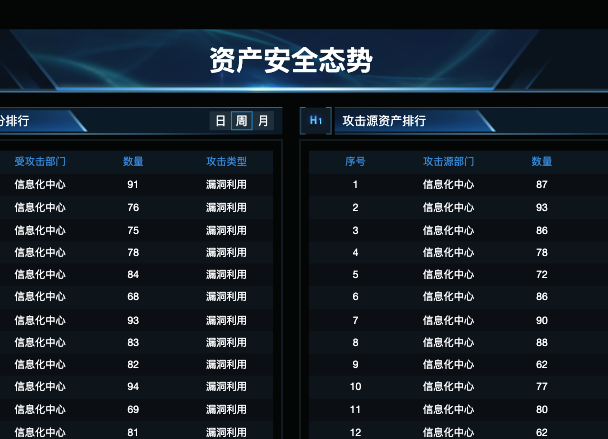 资产安全态势
分排行 日 周 月
受攻击部门 数量 攻击类型
信息化中心 91 漏洞利用
信息化中心 76 漏洞利用
信息化中心 75 漏洞利用
信息化中心 78 漏洞利用
信息化中心 84 漏洞利用
信息化中心 68 漏洞利用
信息化中心 93 漏洞利用
信息化中心 83 漏洞利用
信息化中心 82 漏洞利用
信息化中心 94 漏洞利用
信息化中心 69 漏洞利用
信息化中心 81 漏洞利用
H1 攻击源资产排行
序号 攻击源部门 数量
1 信息化中心 87
2 信息化中心 93
3 信息化中心 86
4 信息化中心 78
5 信息化中心 72
6 信息化中心 86
7 信息化中心 90
8 信息化中心 88
9 信息化中心 62
10 信息化中心 77
11 信息化中心 80
12 信息化中心 62